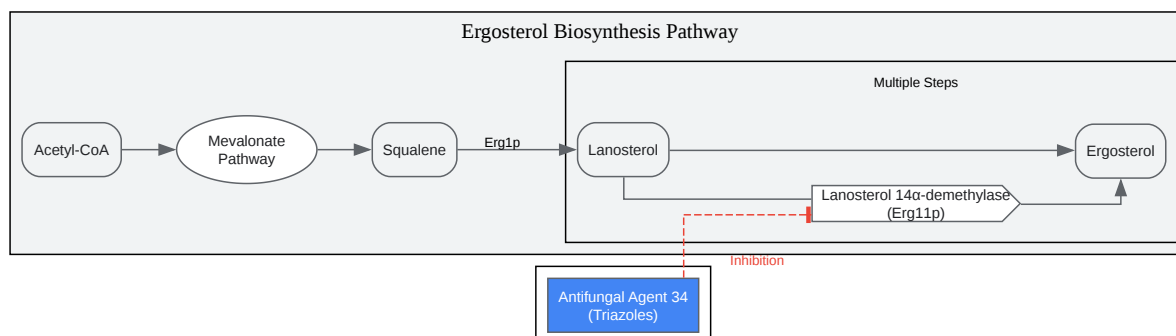 Ergosterol Biosynthesis Pathway
Multiple Steps
Acetyl-CoA
Mevalonate
Pathway
Squalene
Erg1p
Lanosterol
Ergosterol
Lanosterol 14α-demethylase
(Erg11p)
Inhibition
Antifungal Agent 34
(Triazoles)